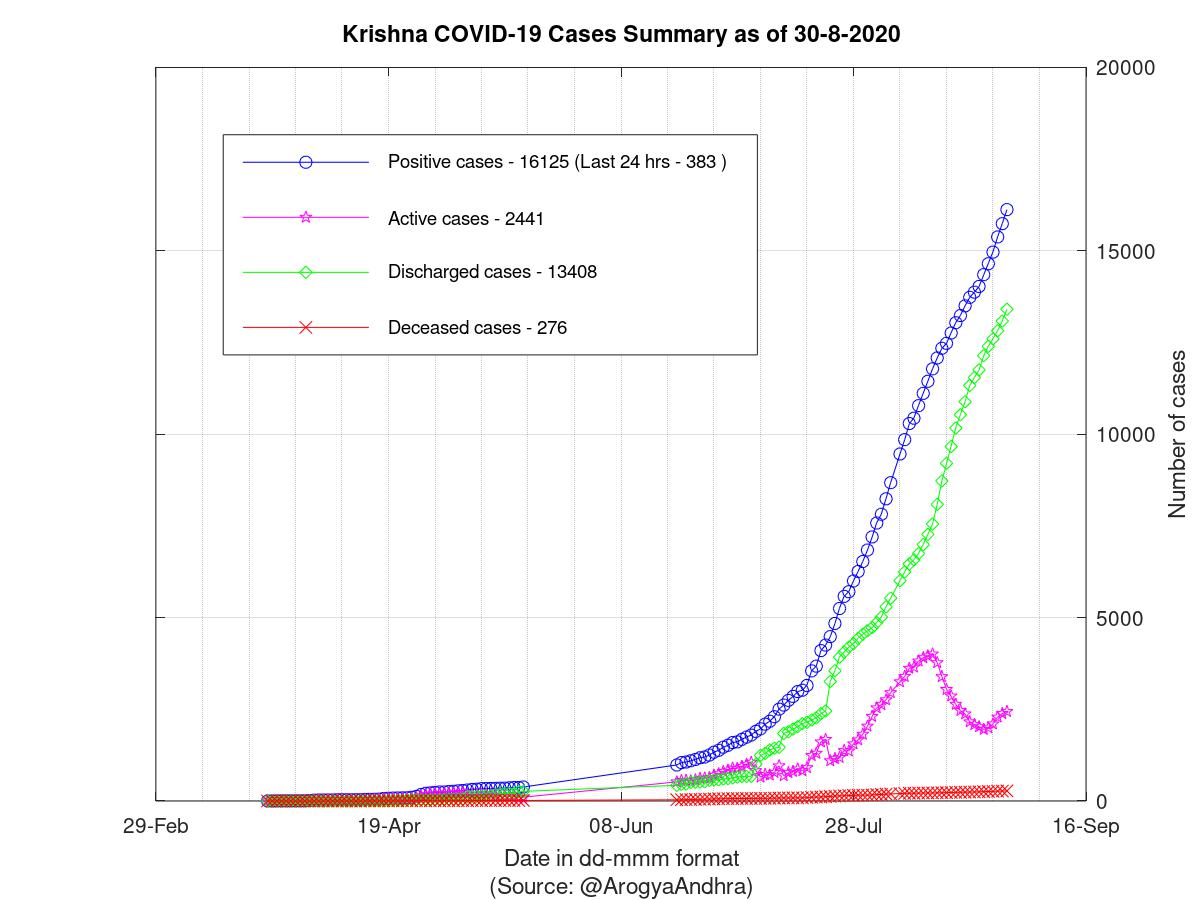 Krishna COVID-19 Cases Summary as of 30-8-2020
20000
Positive cases - 16125 (Last 24 hrs - 383 )
Active cases - 2441
15000
Discharged cases - 13408
Deceased cases - 276
Number of cases
10000
5000
0
29-Feb 19-Apr 08-Jun 28-Jul 16-Sep
Date in dd-mmm format
(Source: @ArogyaAndhra)